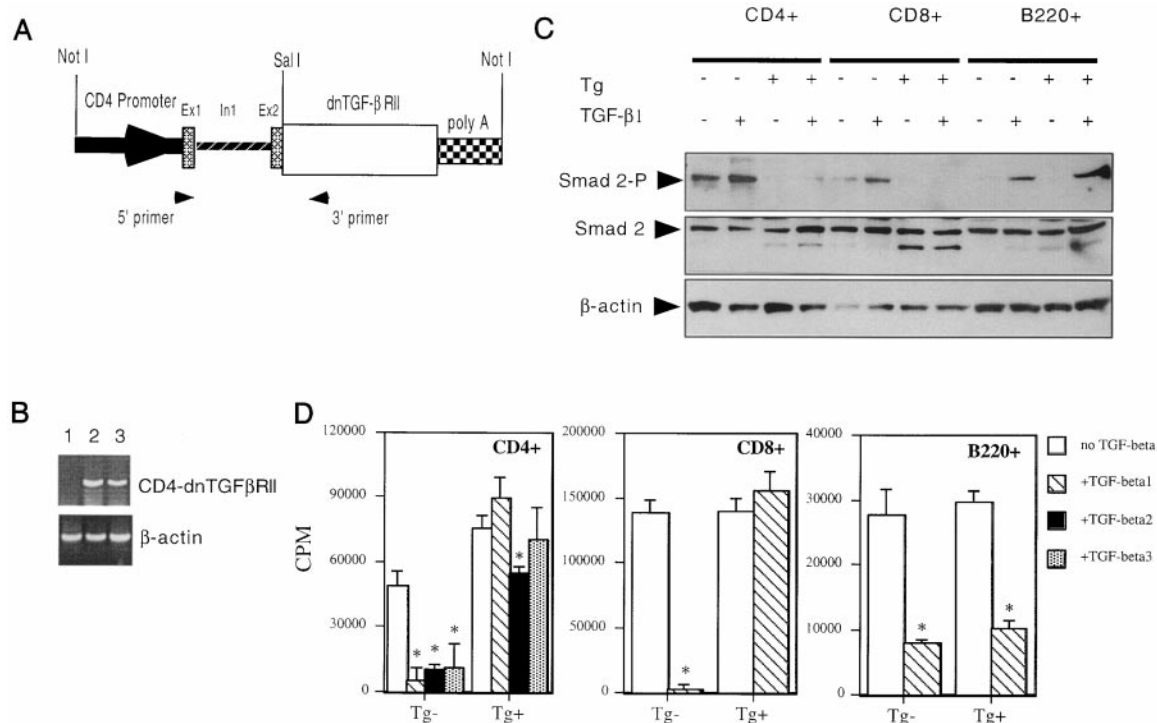 A
Not I
Sal I
Not I
CD4 Promoter
Ex1
In1
Ex2
dnTGF-β RII
poly A
5' primer
3' primer
B
1 2 3
CD4-dnTGFβRII
β-actin
C
CD4+ CD8+ B220+
Tg - - + + - - + + - - + +
TGF-β1 - + - + - + - + - + - +
Smad 2-P
Smad 2
β-actin
D
CPM
120000
90000
60000
30000
0
CD4+
* * * *
Tg- Tg+
200000
150000
100000
50000
0
CD8+
*
Tg- Tg+
40000
30000
20000
10000
0
B220+
* *
Tg- Tg+
no TGF-beta
+TGF-beta1
+TGF-beta2
+TGF-beta3